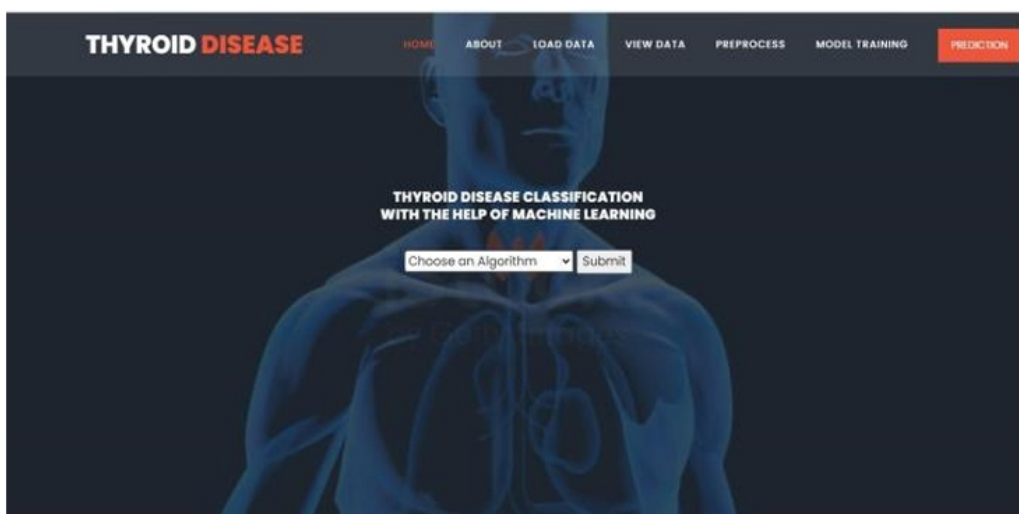 THYROID DISEASE
HOME ABOUT LOAD DATA VIEW DATA PREPROCESS MODEL TRAINING PREDICTION
THYROID DISEASE CLASSIFICATION
WITH THE HELP OF MACHINE LEARNING
Choose an Algorithm Submit